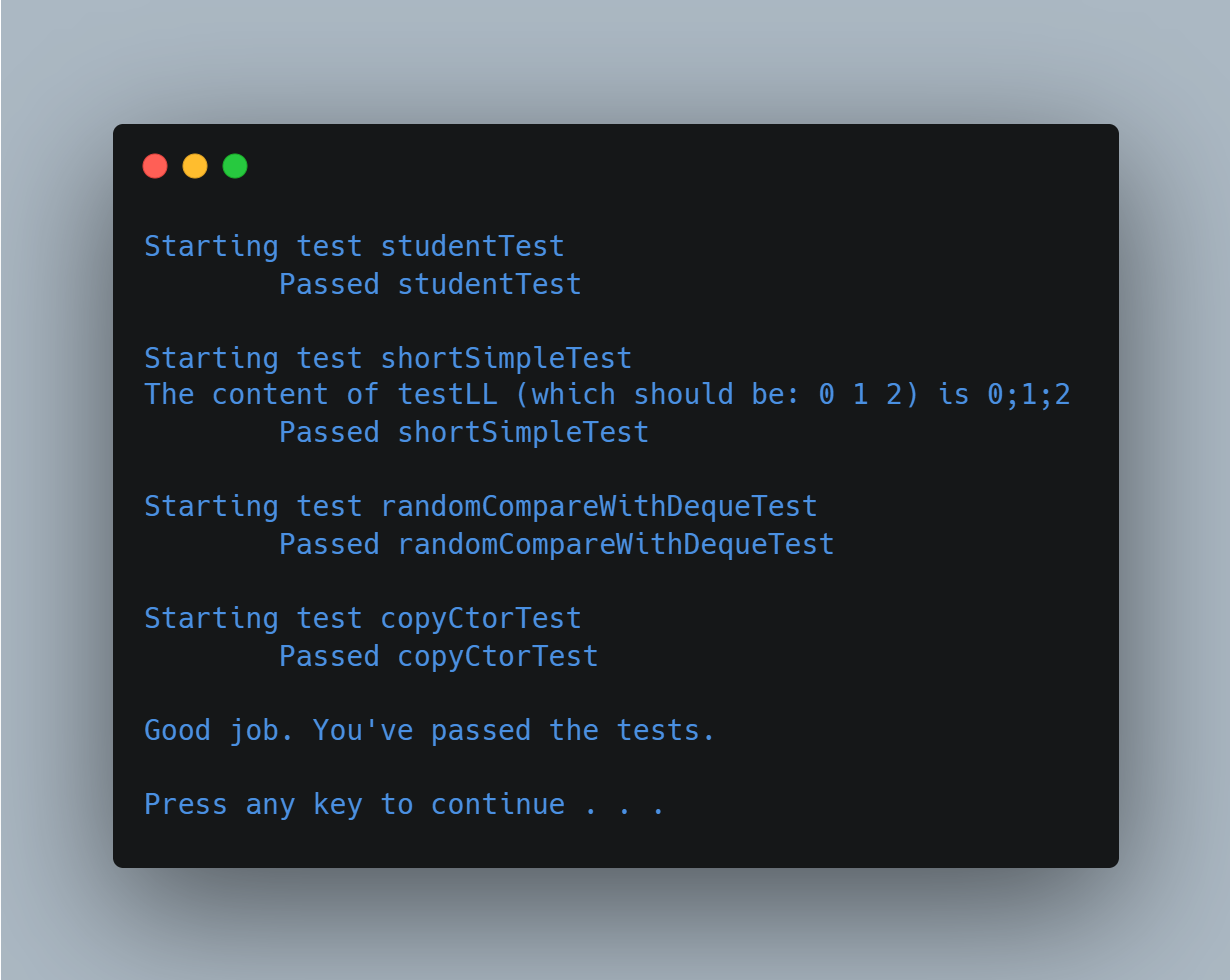 Starting test studentTest
Passed studentTest
Starting test shortSimpleTest
The content of testLL (which should be: 0 1 2) is 0;1;2
Passed shortSimpleTest
Starting test randomCompareWithDequeTest
Passed randomCompareWithDequeTest
Starting test copyCtorTest
Passed copyCtorTest
Good job. You've passed the tests.
Press any key to continue . . .